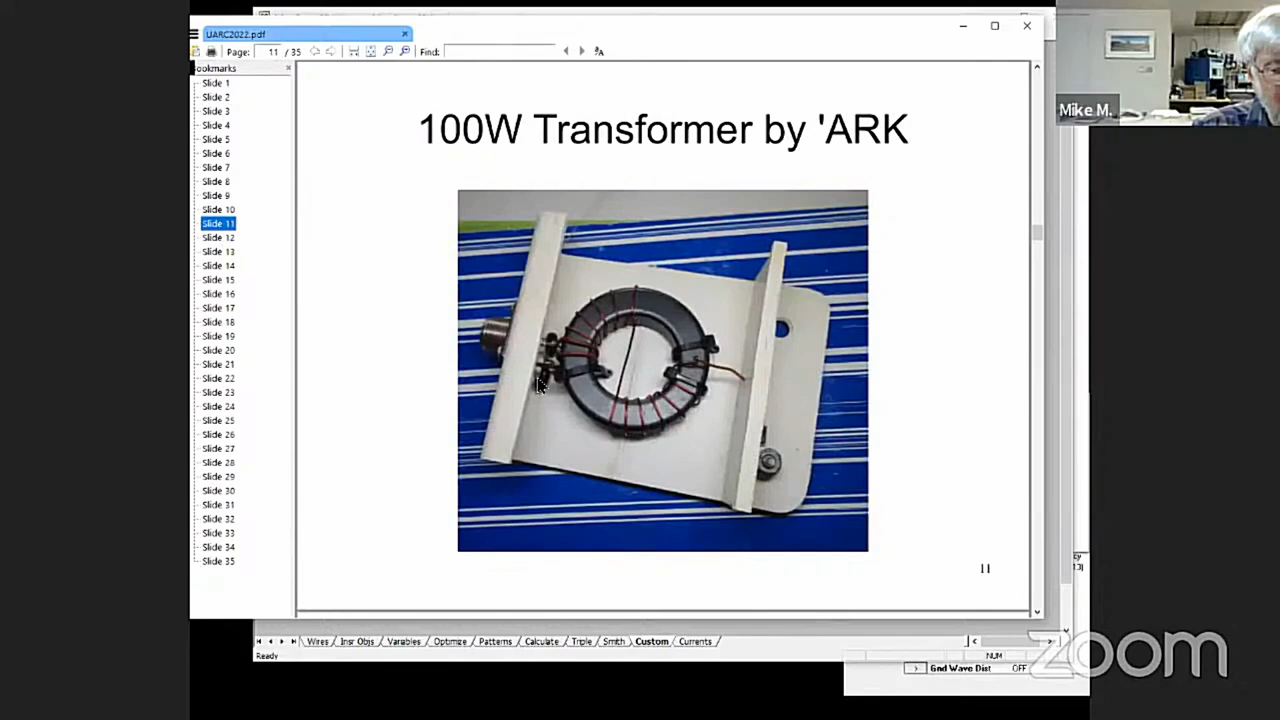 UARC2022.pdf
Page: 11 / 35 Find:
ookmarks
Slide 1
Slide 2
Slide 3
Slide 4
Slide 5
Slide 6
Slide 7
Slide 8
Slide 9
Slide 10
Slide 11
Slide 12
Slide 13
Slide 14
Slide 15
Slide 16
Slide 17
Slide 18
Slide 19
Slide 20
Slide 21
Slide 22
Slide 23
Slide 24
Slide 25
Slide 26
Slide 27
Slide 28
Slide 29
Slide 30
Slide 31
Slide 32
Slide 33
Slide 34
Slide 35
100W Transformer by 'ARK
11
Mike M.
Wires Insr Objs Variables Optimize Patterns Calculate Triple Smith Custom Currents
Ready NUM
Gnd Wave Dist OFF
zoom